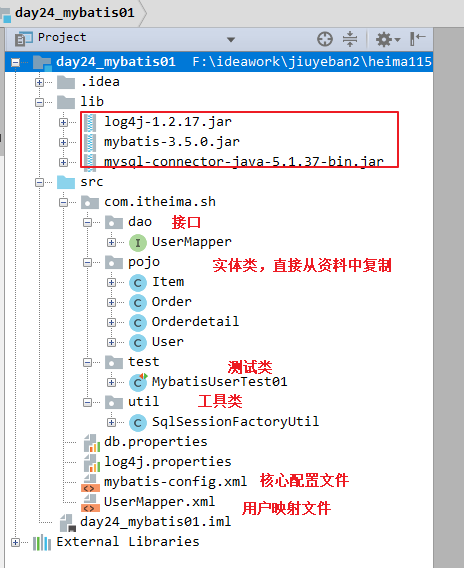 day24_mybatis01
Project
day24_mybatis01 F:\ideawork\jiuyeban2\heima115
.idea
lib
log4j-1.2.17.jar
mybatis-3.5.0.jar
mysql-connector-java-5.1.37-bin.jar
src
com.itheima.sh
dao 接口
UserMapper
pojo 实体类，直接从资料中复制
Item
Order
Orderdetail
User
test 测试类
MybatisUserTest01
util 工具类
SqlSessionFactoryUtil
db.properties
log4j.properties
mybatis-config.xml 核心配置文件
UserMapper.xml 用户映射文件
day24_mybatis01.iml
External Libraries